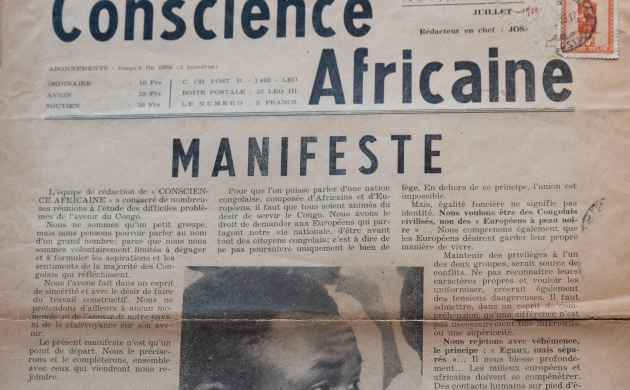 Conscience
Africaine
JUILLET -
Rédacteur en chef : JOS-
ABONNEMENTS : Jusqu'à fin 1956 (5 numéros)
ORDINAIRE : 10 Frs
AVION : 20 Frs
SOUTIEN : 30 Frs
C. CH. POST B. : LEO
BOITE POSTALE : 22 LEO III
LE NUMÉRO : 2 FRANCS
MANIFESTE
L'équipe de rédaction de « CONSCIEN-
CE AFRICAINE » a consacré de nombreu-
ses réunions à l'étude des difficiles problè-
mes de l'avenir du Congo.
Nous ne sommes qu'un petit groupe,
mais nous pensons pouvoir parler au nom
d'un grand nombre: parce que nous nous
sommes volontairement limités à dégager
et à formuler les aspirations et les
sentiments de la majorité des Con-
golais qui réfléchissent.
Nous l'avons fait dans un esprit
de sincérité et avec le désir de faire
du travail constructif. Nous ne
prétendons d'ailleurs à aucun mo-
nopole ni de l'amour de notre pays
ni de la clairvoyance sur son ave-
nir.
Le présent manifeste n'est qu'un
point de départ. Nous le précise-
rons et le compléterons, ensemble
avec ceux qui viendront nous re-
joindre.
Pour que l'on puisse parler d'une nation
congolaise, composée d'Africains et d'Eu-
ropéens, il faut que tous soient animés du
désir de servir le Congo. Nous avons le
droit de demander aux Européens qui par-
tagent notre vie nationale, d'être avant
tout des citoyens congolais: c'est à dire de
ne pas poursuivre uniquement le bien de
lège. En dehors de ce principe, l'union est
impossible.
Mais, égalité foncière ne signifie pas
identité. Nous voulons être des Congolais
civilisés, non des « Européens à peau noi-
re » ... Nous comprenons également que
les Européens désirent garder leur propre
manière de vivre.
Maintenir des privilèges à l'un
des deux groupes, serait source de
conflits. Ne pas reconnaître leurs
caractères propres et vouloir les
uniformiser, créerait également
des tensions dangereuses. Il faut
admettre, dans un esprit de com-
préhension, qu'une différence n'est
pas nécessairement une infériorité
ou une supériorité.
Nous rejetons avec véhémence,
le principe : « Egaux, mais sépa-
rés »... Il nous blesse profondé-
ment... Les milieux européens et
africains doivent se compénétrer.
Des contacts humains sur pied d'é-